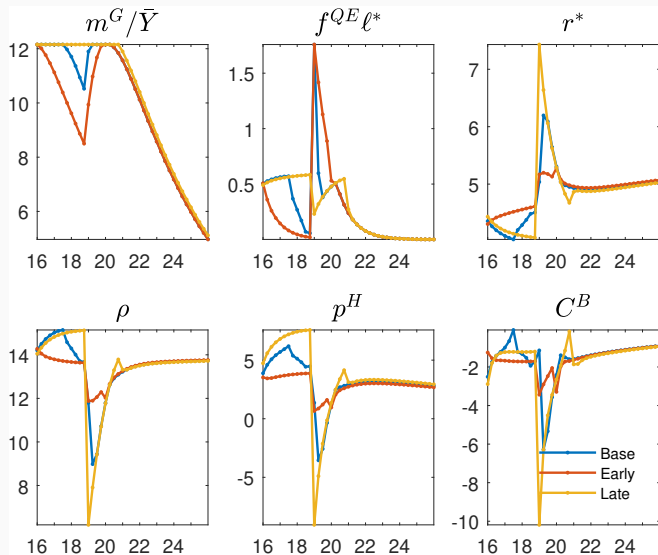 $m^G/\bar{Y}$
12
10
8
6
16 18 20 22 24
$f^{QE}\ell^*$
1.5
1
0.5
16 18 20 22 24
$r^*$
7
6
5
16 18 20 22 24
$\rho$
14
12
10
8
16 18 20 22 24
$p^H$
5
0
-5
16 18 20 22 24
$C^B$
-2
-4
-6
-8
-10
16 18 20 22 24
Base
Early
Late